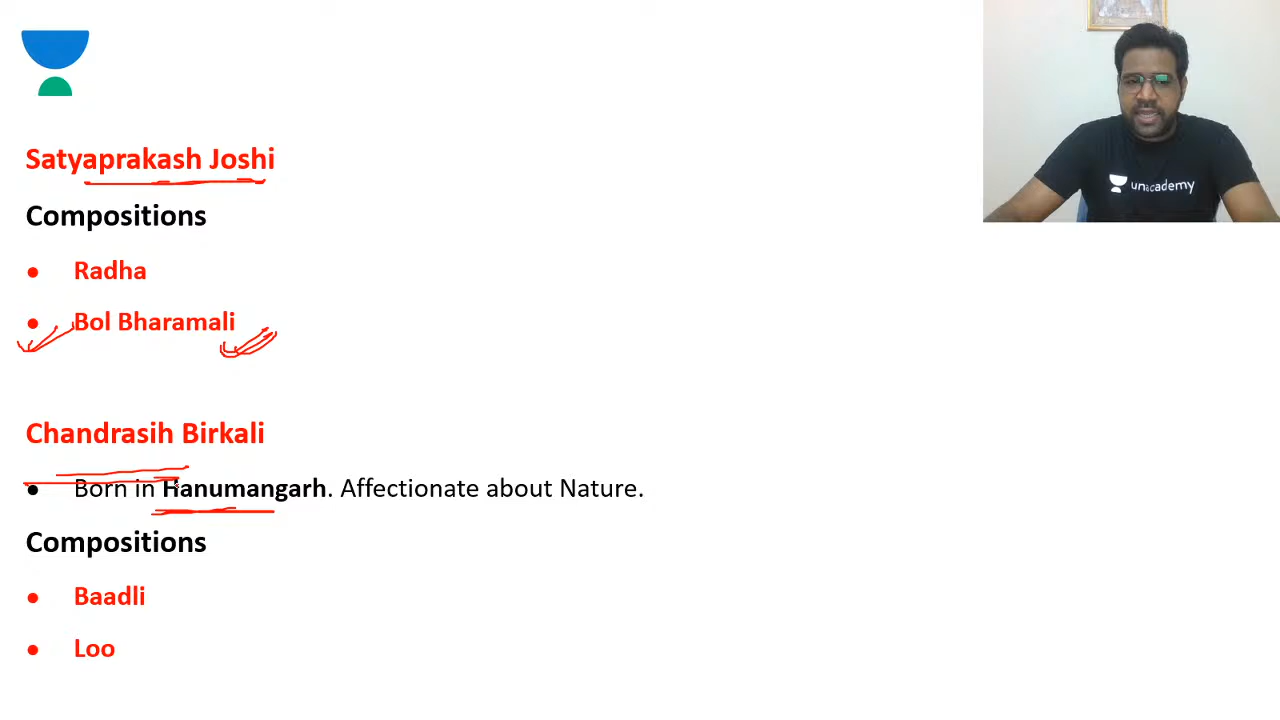 unacademy
Satyaprakash Joshi
Compositions
● Radha
● Bol Bharamali
Chandrasih Birkali
● Born in Hanumangarh. Affectionate about Nature.
Compositions
● Baadli
● Loo